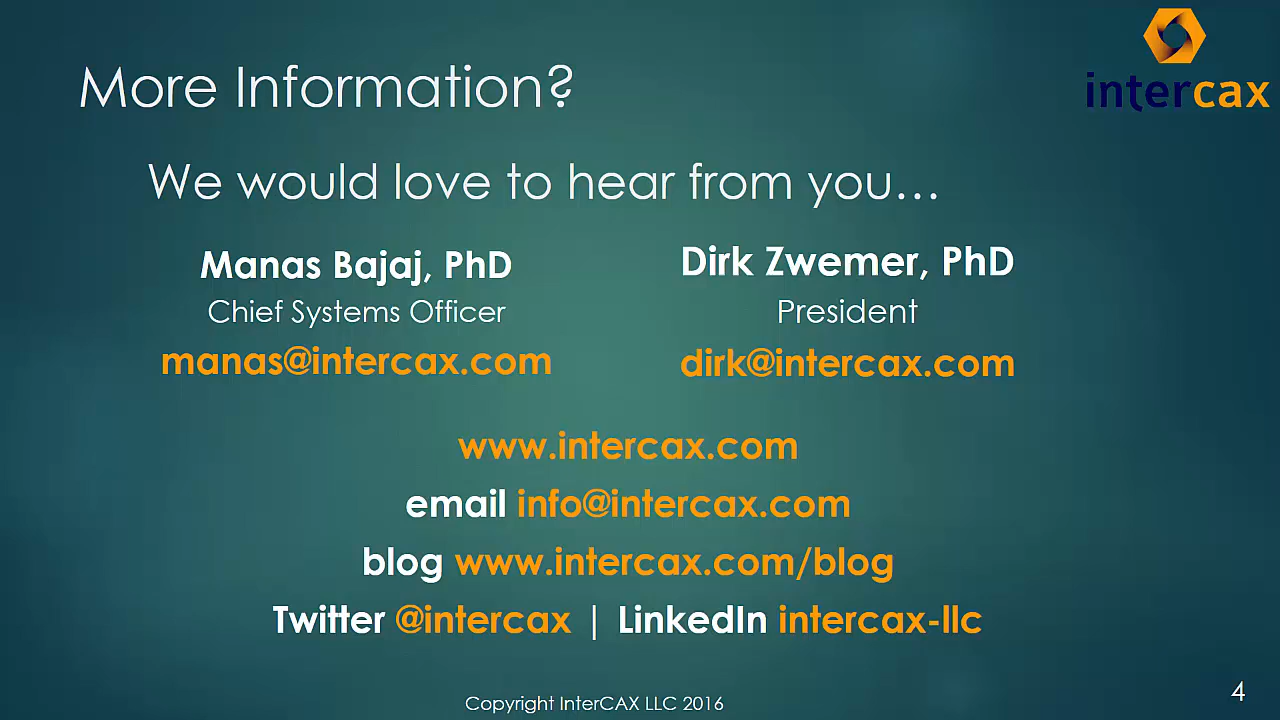 intercax
More Information?
We would love to hear from you…
Manas Bajaj, PhD
Chief Systems Officer
manas@intercax.com
Dirk Zwemer, PhD
President
dirk@intercax.com
www.intercax.com
email info@intercax.com
blog www.intercax.com/blog
Twitter @intercax | LinkedIn intercax-llc
Copyright InterCAX LLC 2016
4